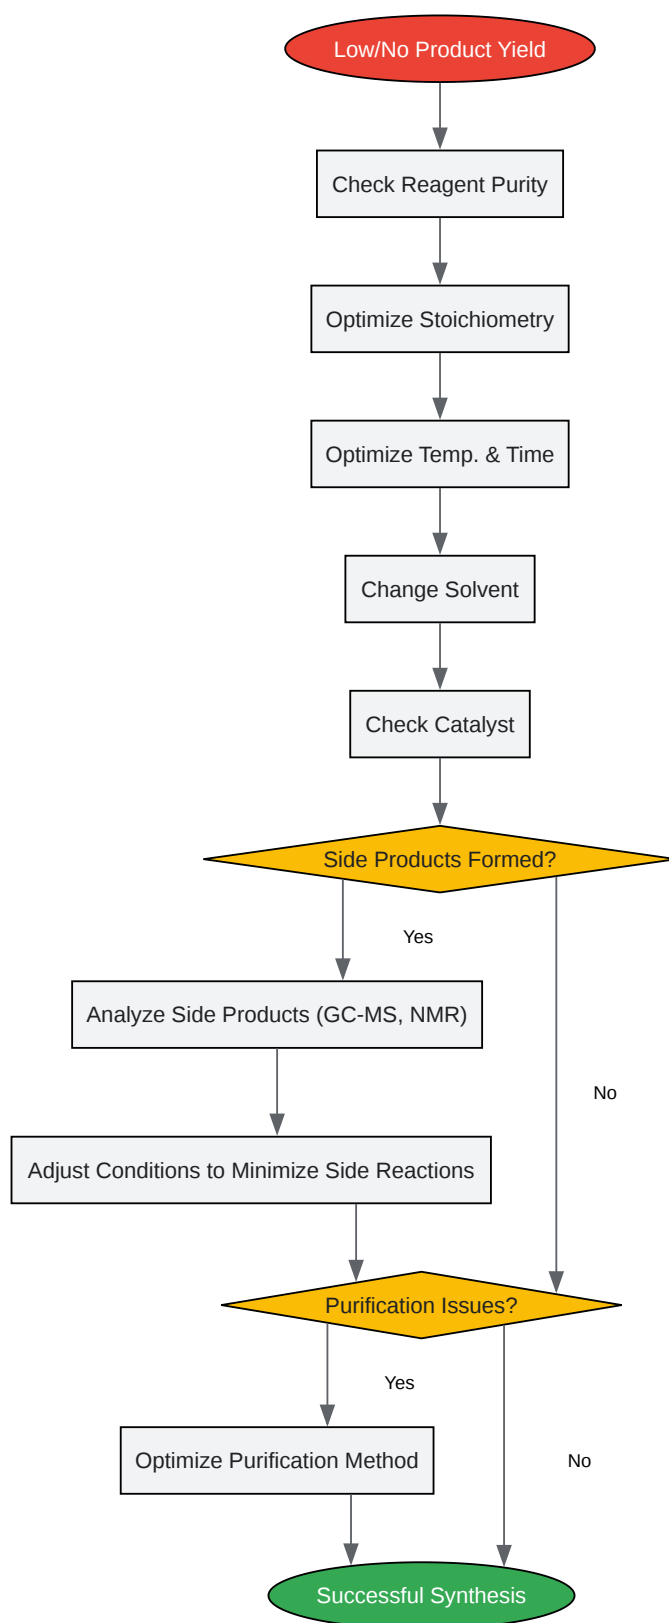 Low/No Product Yield
Check Reagent Purity
Optimize Stoichiometry
Optimize Temp. & Time
Change Solvent
Check Catalyst
Side Products Formed?
Yes
Analyze Side Products (GC-MS, NMR)
No
Adjust Conditions to Minimize Side Reactions
Purification Issues?
Yes
Optimize Purification Method
No
Successful Synthesis